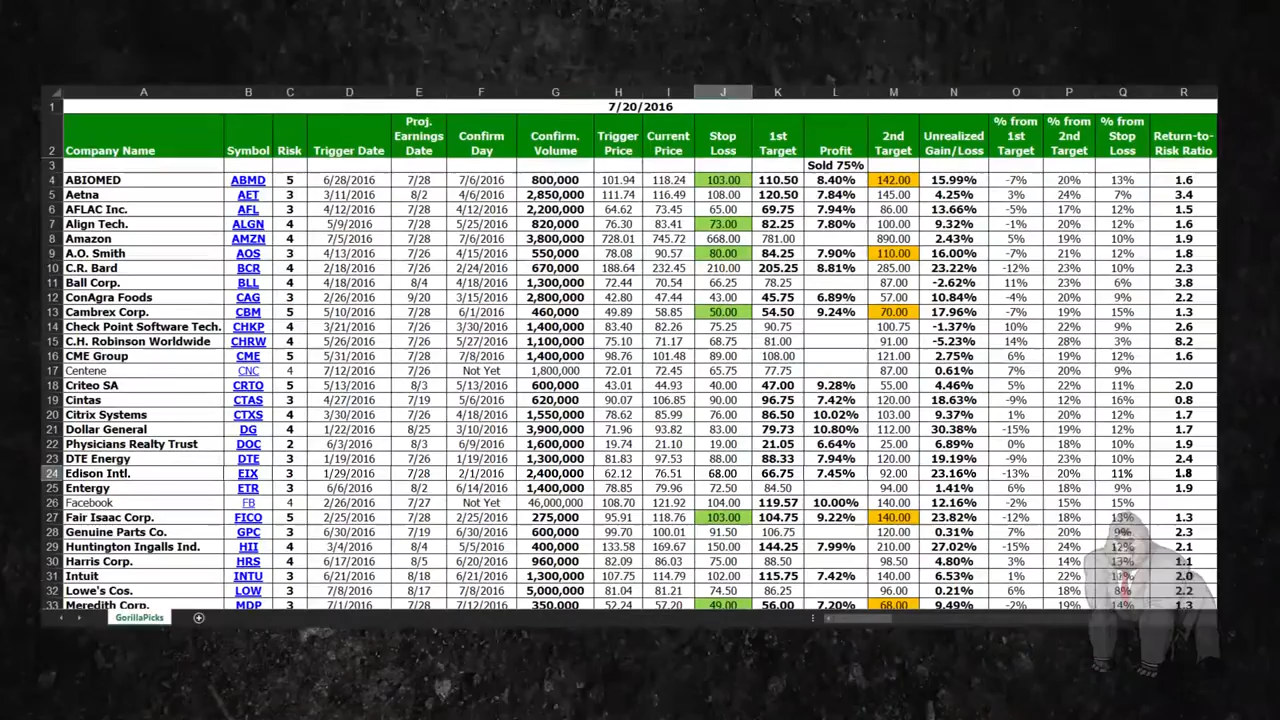 A B C D E F G H I J K L M N O P Q R
1 7/20/2016
2 Company Name Symbol Risk Trigger Date Proj. Earnings Date Confirm Day Confirm. Volume Trigger Price Current Price Stop Loss 1st Target Profit 2nd Target Unrealized Gain/Loss % from 1st Target % from 2nd Target % from Stop Loss Return-to-Risk Ratio
3 Sold 75%
4 ABIOMED ABMD 5 6/28/2016 7/28 7/6/2016 800,000 101.94 118.24 103.00 110.50 8.40% 142.00 15.99% -7% 20% 13% 1.6
5 Aetna AET 3 3/11/2016 8/2 4/6/2016 2,850,000 111.74 116.49 108.00 120.50 7.84% 145.00 4.25% 3% 24% 7% 3.4
6 AFLAC Inc. AFL 3 4/12/2016 7/28 4/12/2016 2,200,000 64.62 73.45 65.00 69.75 7.94% 86.00 13.66% -5% 17% 12% 1.5
7 Align Tech. ALGN 4 5/9/2016 7/28 5/25/2016 820,000 76.30 83.41 73.00 82.25 7.80% 100.00 9.32% -1% 20% 12% 1.6
8 Amazon AMZN 4 7/5/2016 7/28 7/6/2016 3,800,000 728.01 745.72 668.00 781.00 890.00 2.43% 5% 19% 10% 1.9
9 A.O. Smith AOS 3 4/13/2016 7/26 4/15/2016 550,000 78.08 90.57 80.00 84.25 7.90% 110.00 16.00% -7% 21% 12% 1.8
10 C.R. Bard BCR 4 2/18/2016 7/26 2/24/2016 670,000 188.64 232.45 210.00 205.25 8.81% 285.00 23.22% -12% 23% 10% 2.3
11 Ball Corp. BLL 4 4/18/2016 8/4 4/18/2016 1,300,000 72.44 70.54 66.25 78.25 87.00 -2.62% 11% 23% 6% 3.8
12 ConAgra Foods CAG 3 2/26/2016 9/20 3/15/2016 2,800,000 42.80 47.44 43.00 45.75 6.89% 57.00 10.84% -4% 20% 9% 2.2
13 Cambrex Corp. CBM 4 5/10/2016 7/28 6/1/2016 460,000 49.89 58.85 50.00 54.50 9.24% 70.00 17.96% -7% 19% 15% 1.3
14 Check Point Software Tech. CHKP 4 3/21/2016 7/26 3/30/2016 1,400,000 83.40 82.26 75.25 90.75 100.75 -1.37% 10% 22% 9% 2.6
15 C.H. Robinson Worldwide CHRW 4 5/26/2016 7/26 5/27/2016 1,100,000 75.10 71.17 68.75 81.00 91.00 -5.23% 14% 28% 3% 8.2
16 CME Group CME 5 5/31/2016 7/28 7/8/2016 1,400,000 98.76 101.48 89.00 108.00 121.00 2.75% 6% 19% 12% 1.6
17 Centene CNC 4 7/12/2016 7/26 Not Yet 1,800,000 72.01 72.45 65.75 77.25 87.00 0.61% 7% 20% 9%
18 Criteo SA CRTO 5 5/13/2016 8/3 5/13/2016 600,000 43.01 44.93 40.00 47.00 9.28% 55.00 4.46% 5% 22% 11% 2.0
19 Cintas CTAS 3 4/27/2016 7/19 5/13/2016 620,000 90.07 106.85 90.00 96.75 7.42% 120.00 18.63% -9% 12% 16% 0.8
20 Citrix Systems CTXS 4 3/30/2016 7/26 4/18/2016 1,550,000 78.62 85.99 76.00 86.50 10.02% 102.00 9.37% 1% 20% 12% 1.7
21 Dollar General DG 4 1/22/2016 8/25 3/10/2016 3,900,000 71.96 93.82 83.00 79.73 10.80% 112.00 30.38% -15% 19% 12% 1.7
22 Physicians Realty Trust DOC 2 6/3/2016 8/3 6/9/2016 1,600,000 19.74 21.10 19.00 21.05 6.64% 25.00 6.89% 0% 18% 10% 1.9
23 DTE Energy DTE 3 1/19/2016 7/26 1/19/2016 1,300,000 81.83 97.53 88.00 88.33 7.94% 120.00 19.19% -9% 23% 10% 2.4
24 Edison Intl. EIX 3 1/29/2016 7/28 2/1/2016 2,400,000 62.12 76.51 68.00 66.75 7.45% 92.00 23.16% -13% 20% 11% 1.8
25 Entergy ETR 3 6/6/2016 8/2 6/14/2016 1,300,000 78.85 79.96 72.50 84.50 94.00 1.41% 6% 18% 9% 1.9
26 Facebook FB 4 2/11/2016 7/27 Not Yet 46,000,000 108.70 121.92 104.00 119.57 10.00% 140.00 12.16% -2% 15% 15%
27 Fair Isaac Corp. FICO 5 2/25/2016 7/28 2/25/2016 275,000 95.91 118.76 103.00 104.75 9.22% 140.00 23.82% -12% 18% 13% 1.3
28 Genuine Parts Co. GPC 3 6/30/2016 7/19 6/30/2016 600,000 99.70 100.01 91.50 107.00 120.00 0.31% 7% 20% 9% 2.3
29 Huntington Ingalls Ind. HII 4 3/4/2016 8/4 5/5/2016 400,000 133.58 169.67 150.00 144.25 7.99% 210.00 27.02% -15% 24% 12% 2.1
30 Harris Corp. HRS 4 6/17/2016 8/5 6/20/2016 960,000 82.09 86.03 75.00 88.50 98.50 4.80% 3% 14% 13% 1.1
31 Intuit INTU 3 6/21/2016 8/18 6/21/2016 1,300,000 107.75 114.79 102.00 115.75 7.42% 140.00 6.53% 1% 22% 11% 2.0
32 Lowe's Cos. LOW 3 7/8/2016 8/17 7/8/2016 5,000,000 81.04 81.21 74.50 86.25 96.00 0.21% 6% 18% 8% 2.2
33 Meredith Corp. MDP 3 7/1/2016 7/28 7/12/2016 350,000 52.24 57.20 49.00 56.00 7.20% 68.00 9.49% -2% 19% 14% 1.3
GorillaPicks